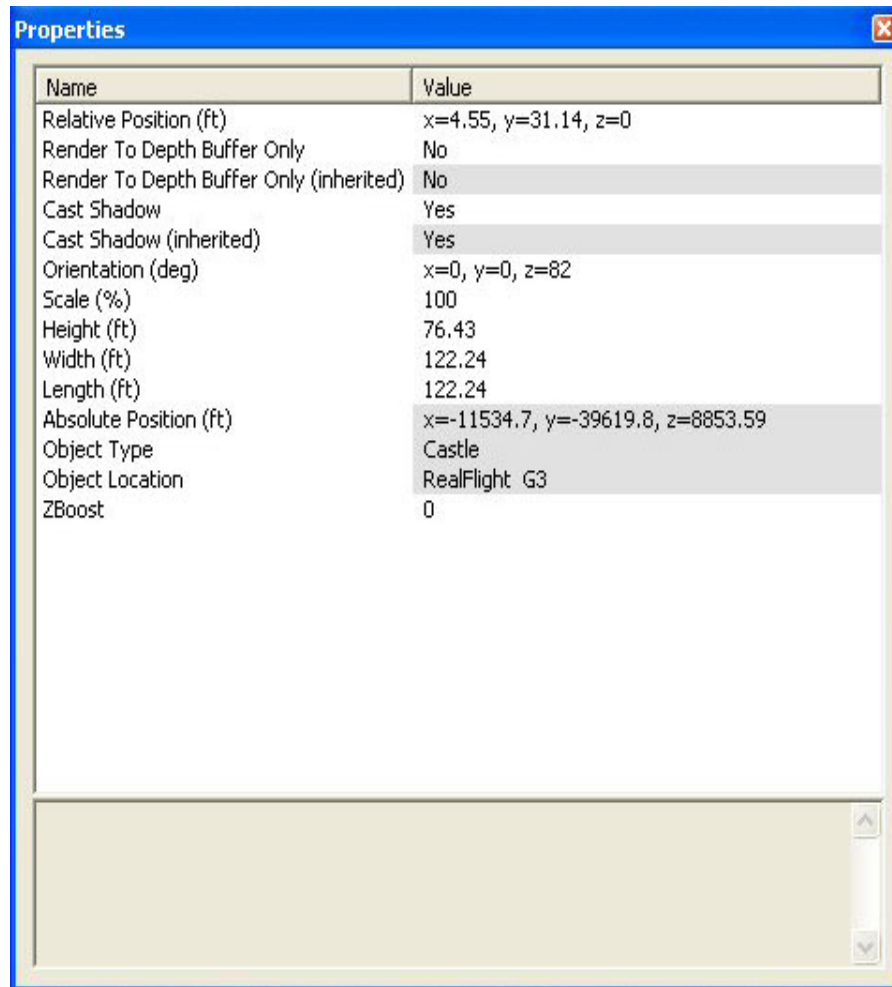 Properties
Name Value
Relative Position (ft) x=4.55, y=31.14, z=0
Render To Depth Buffer Only No
Render To Depth Buffer Only (inherited) No
Cast Shadow Yes
Cast Shadow (inherited) Yes
Orientation (deg) x=0, y=0, z=82
Scale (%) 100
Height (ft) 76.43
Width (ft) 122.24
Length (ft) 122.24
Absolute Position (ft) x=-11534.7, y=-39619.8, z=8853.59
Object Type Castle
Object Location RealFlight G3
ZBoost 0